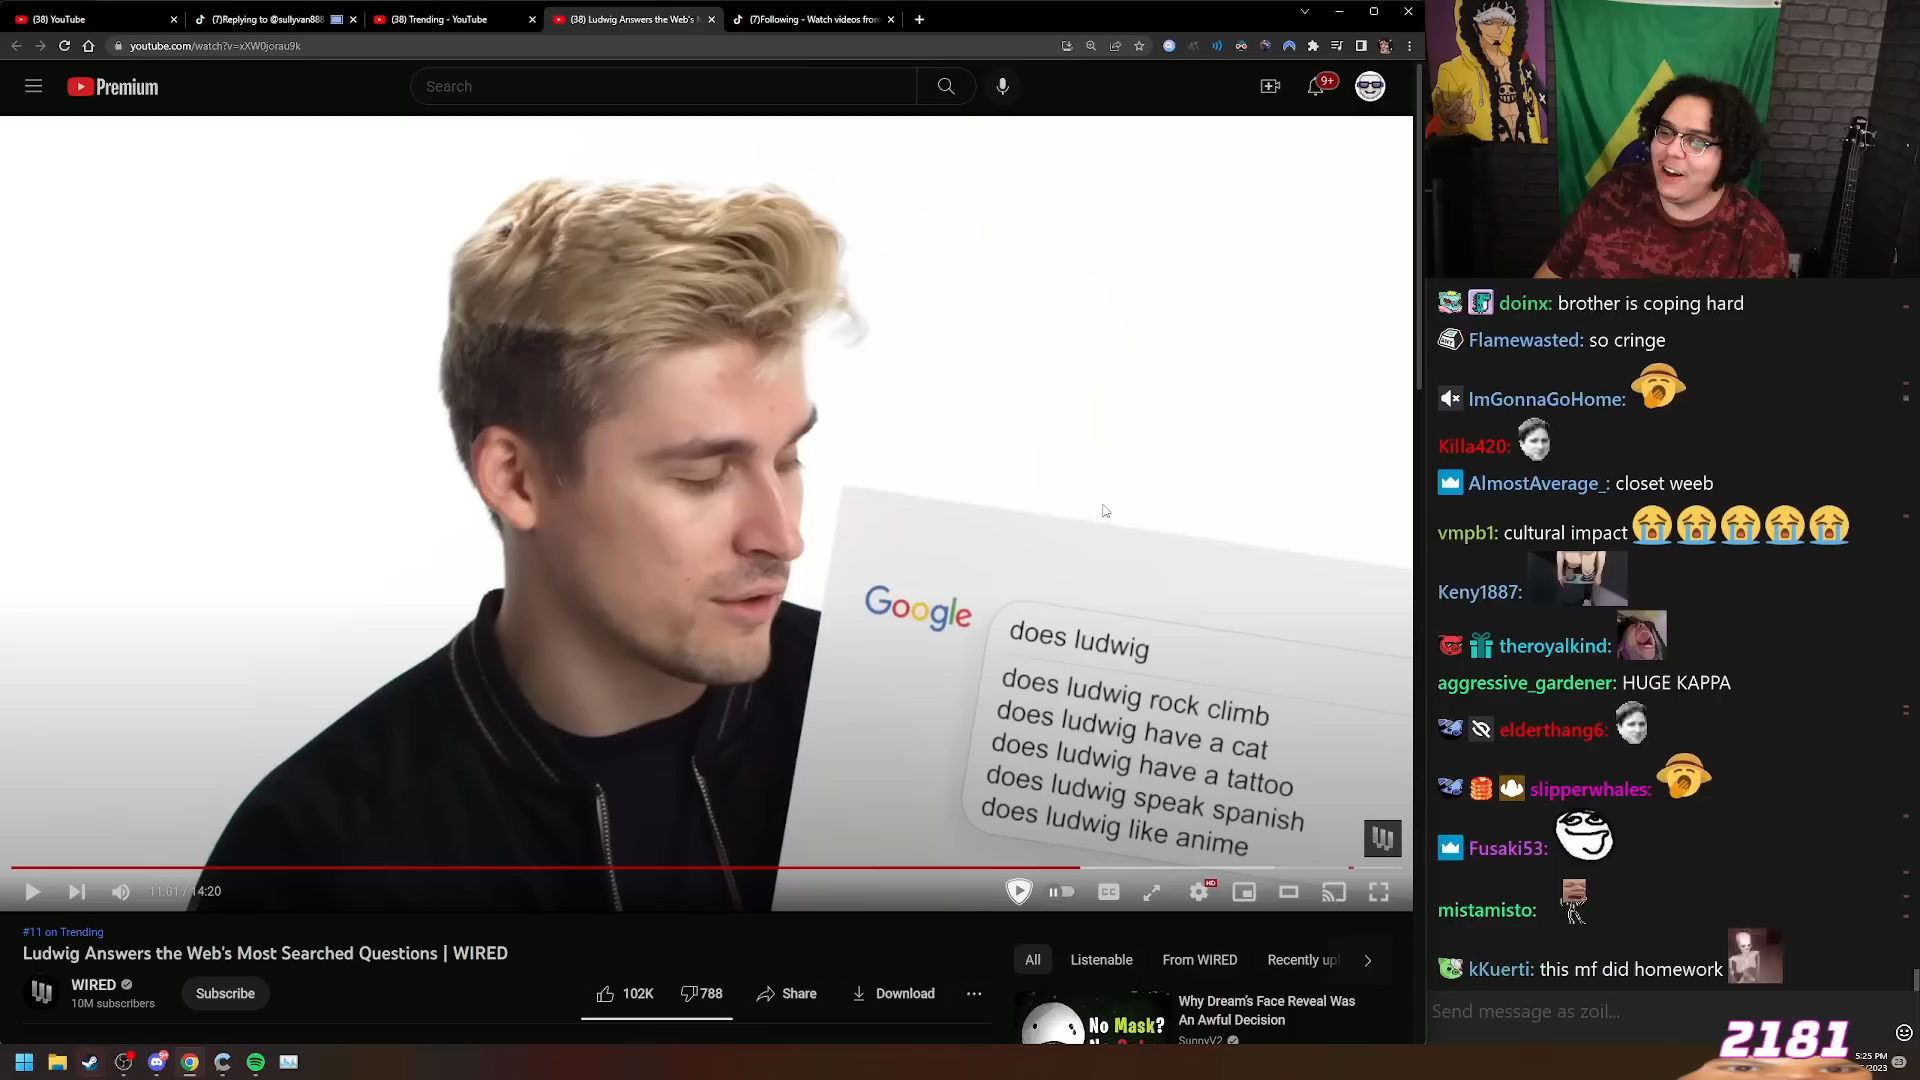 (38) YouTube
(7)Replying to @sullyvan888
(38) Trending - YouTube
(38) Ludwig Answers the Web's
(7)Following - Watch videos from
youtube.com/watch?v=xXW0jorau9k
Premium
Search
9+
Google
does ludwig
does ludwig rock climb
does ludwig have a cat
does ludwig have a tattoo
does ludwig speak spanish
does ludwig like anime
11:01 / 14:20
CC
HD
#11 on Trending
Ludwig Answers the Web's Most Searched Questions | WIRED
WIRED
10M subscribers
Subscribe
102K
788
Share
Download
All
Listenable
From WIRED
Recently upl
No Mask?
Why Dream's Face Reveal Was
An Awful Decision
SunnyV2
doinx: brother is coping hard
Flamewasted: so cringe
ImGonnaGoHome:
Killa420:
AlmostAverage_: closet weeb
vmpb1: cultural impact
Keny1887:
theroyalkind:
aggressive_gardener: HUGE KAPPA
elderthang6:
slipperwhales:
Fusaki53:
mistamisto:
kKuerti: this mf did homework
Send message as zoil...
2181
5:25 PM
/2023